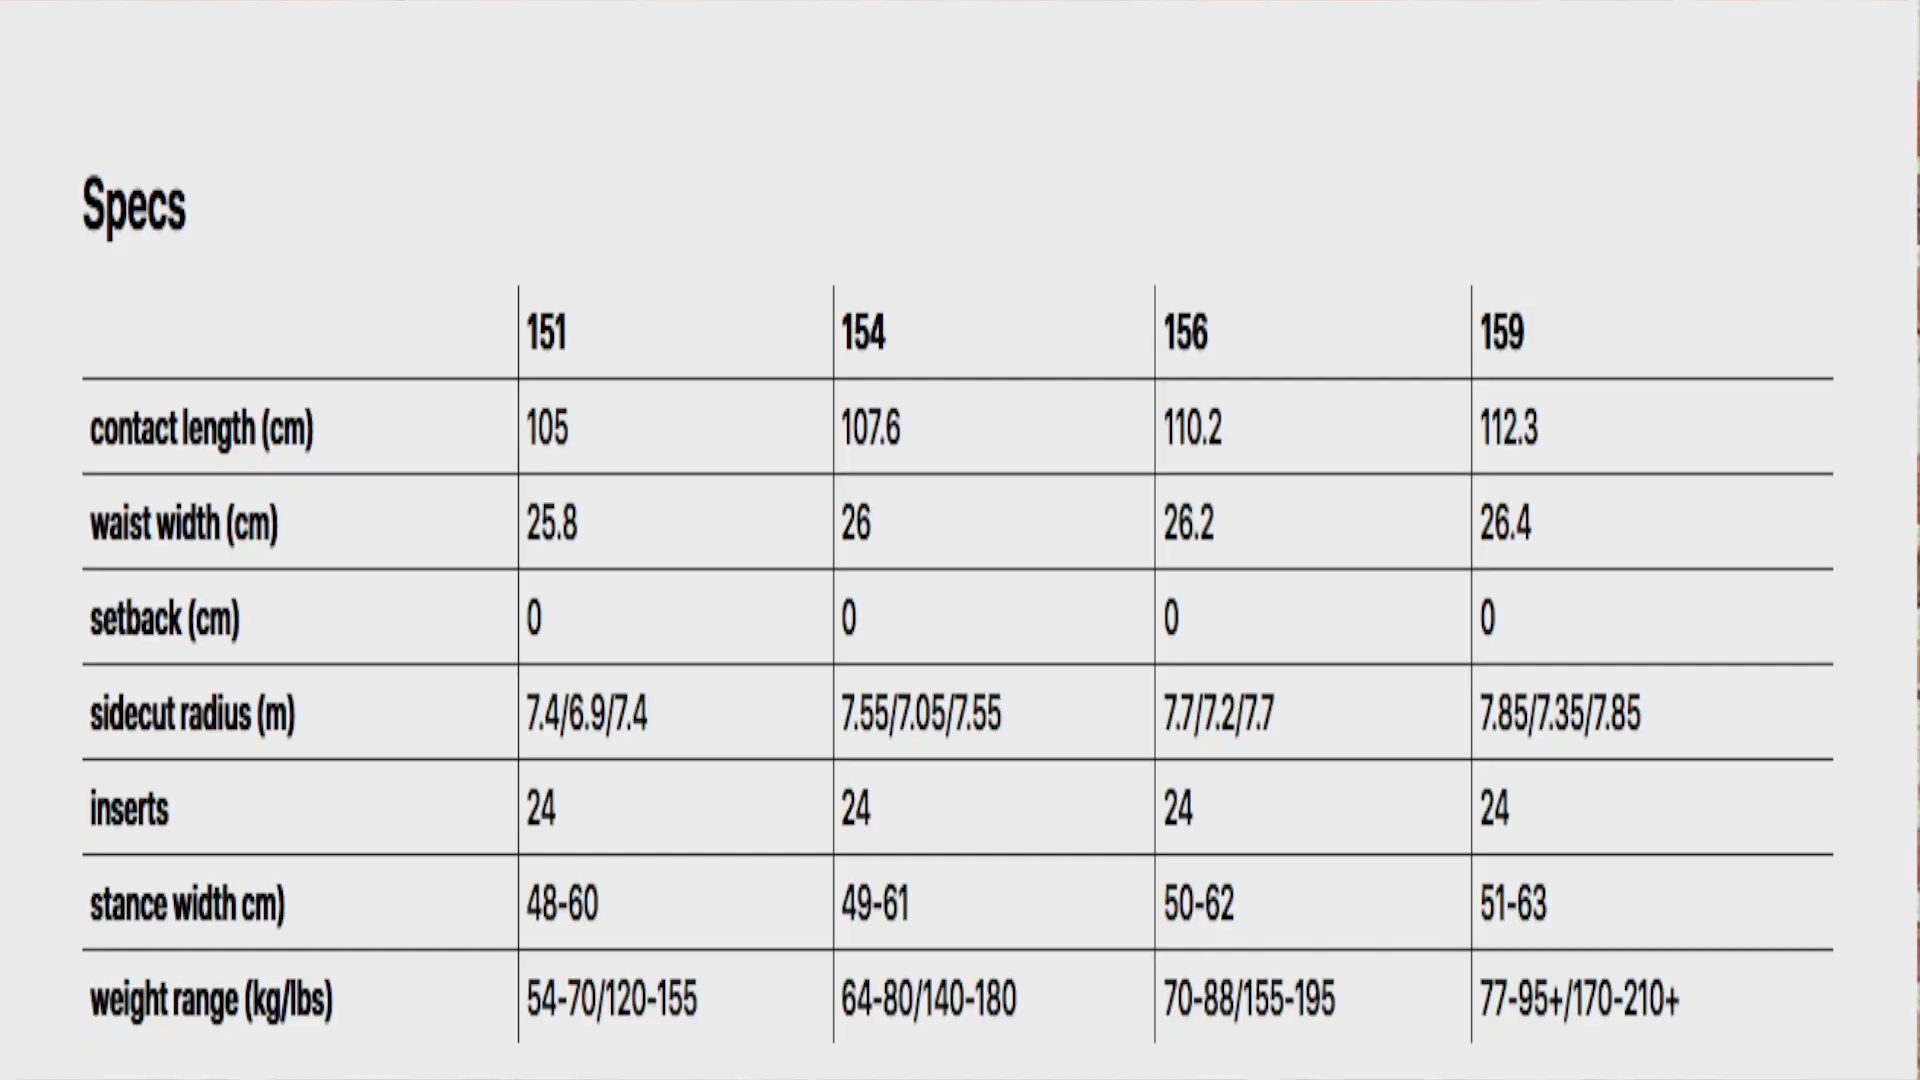 Specs
151 154 156 159
contact length (cm) 105 107.6 110.2 112.3
waist width (cm) 25.8 26 26.2 26.4
setback (cm) 0 0 0 0
sidecut radius (m) 7.4/6.9/7.4 7.55/7.05/7.55 7.7/7.2/7.7 7.85/7.35/7.85
inserts 24 24 24 24
stance width cm) 48-60 49-61 50-62 51-63
weight range (kg/lbs) 54-70/120-155 64-80/140-180 70-88/155-195 77-95+/170-210+